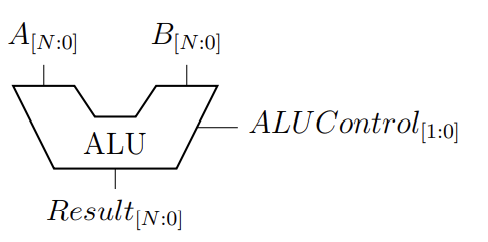 A[N:0] B[N:0]
ALUControl[1:0]
ALU
Result[N:0]